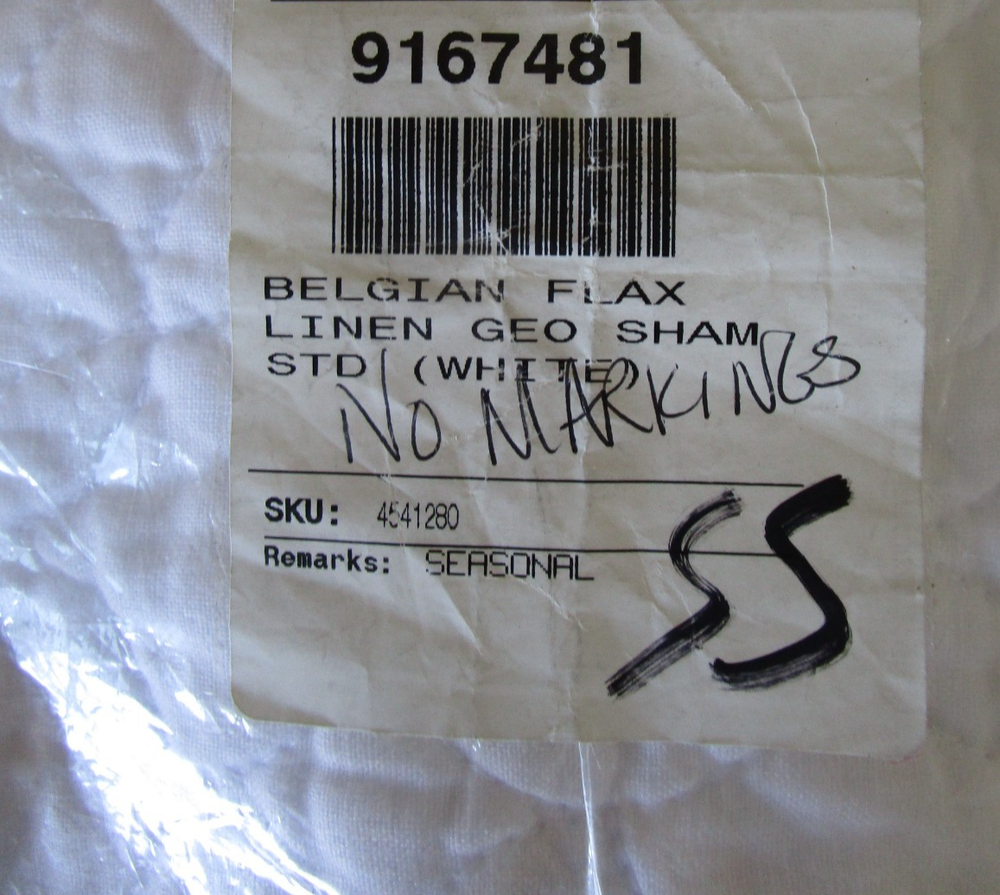 9167481
BELGIAN FLAX
LINEN GEO SHAM
STD (WHITE)
NO MARKINGS
SKU: 4541280
Remarks: SEASONAL
SS